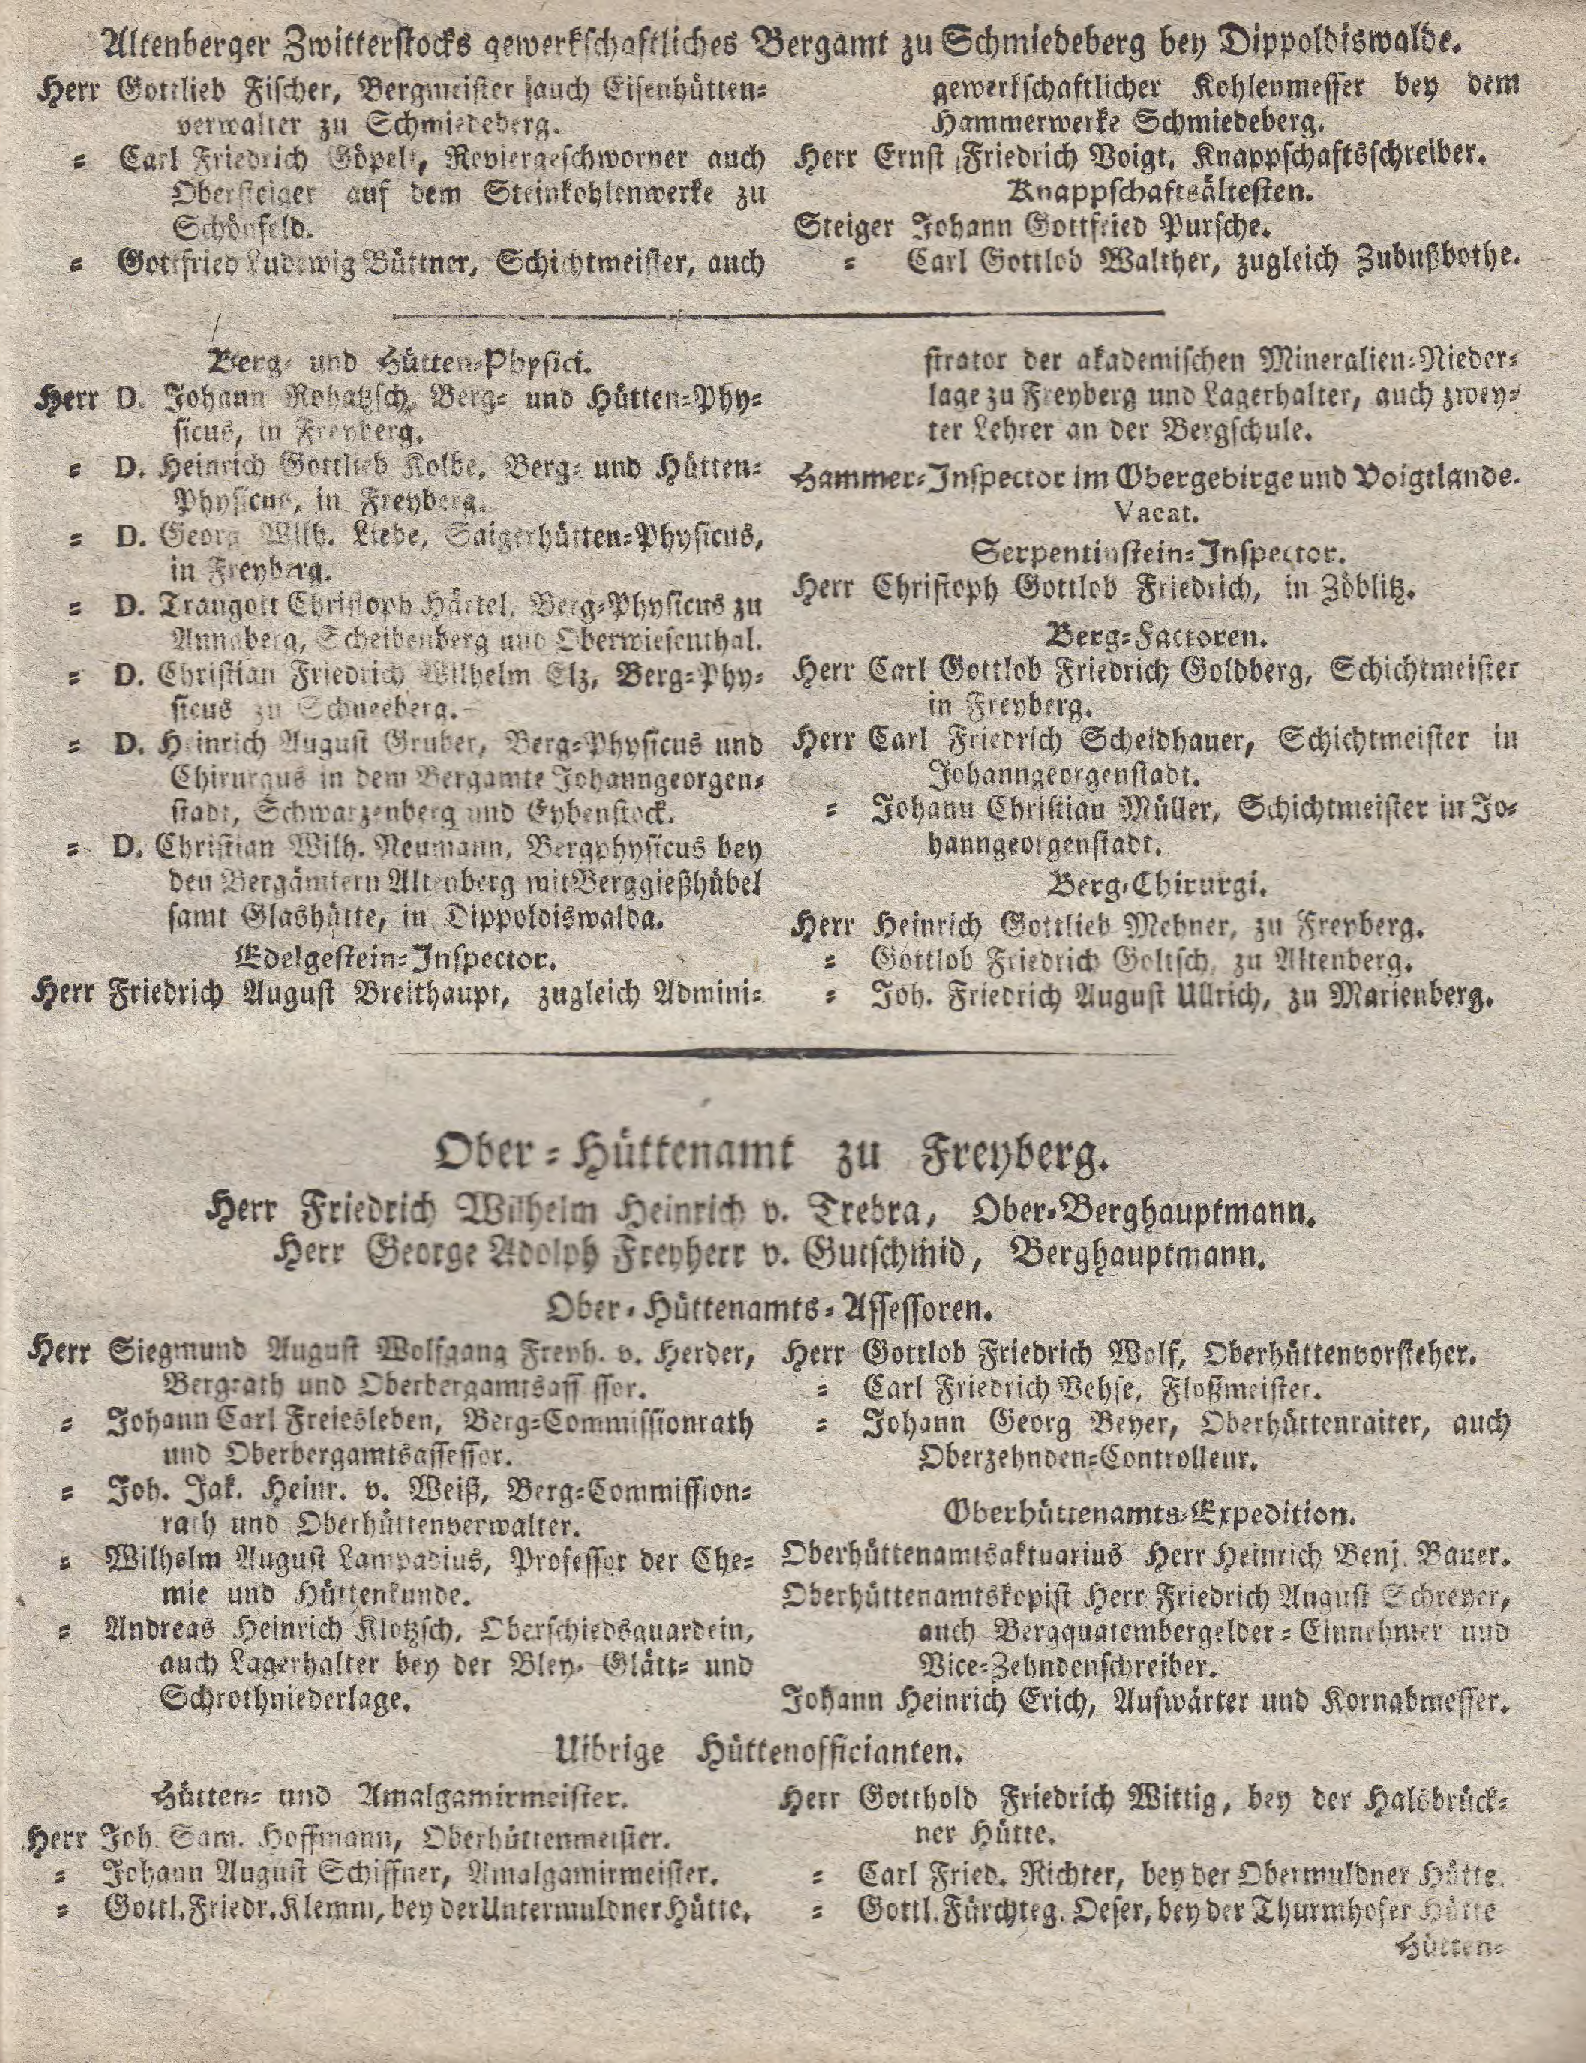 Altenberger Zwitterstocks gewerkschaftliches Bergamt zu Schmiedeberg bey Dippoldiswalde.
Herr Gottlieb Fischer, Bergmeister auch Eisenhütten-
verwalter zu Schmiedeberg.
= Carl Friedrich Göpelt, Reviergeschworner auch
Obersteiger auf dem Steinkohlenwerke zu
Schönfeld.
= Gottfried Ludewig Büttner, Schichtmeister, auch
gewerkschaftlicher Kohlenmesser bey dem
Hammerwerke Schmiedeberg.
Herr Ernst Friedrich Voigt, Knappschaftsschreiber.
Knappschaftsältesten.
Steiger Johann Gottfried Pursche.
= Carl Gottlob Walther, zugleich Zubußbothe.
Berg- und Hütten-Physici.
Herr D. Johann Rohatzsch, Berg- und Hütten-Phy-
sicus, in Freyberg.
= D. Heinrich Gottlieb Kolbe, Berg- und Hütten-
Physicus, in Freyberg.
= D. Georg Wilh. Liebe, Saigerhütten-Physicus,
in Freyberg.
= D. Traugott Christoph Härtel, Berg-Physicus zu
Annaberg, Scheibenberg und Oberwiesenthal.
= D. Christian Friedrich Wilhelm Elz, Berg-Phy-
sicus zu Schneeberg.
= D. Heinrich August Gruber, Berg-Physicus und
Chirurgus in dem Bergamte Johanngeorgen-
stadt, Schwarzenberg und Eybenstock.
= D. Christian Wilh. Neumann, Bergphysicus bey
den Bergämtern Altenberg mit Berggießhübel
samt Glashütte, in Dippoldiswalda.
Edelgestein-Inspector.
Herr Friedrich August Breithaupt, zugleich Admini-
strator der akademischen Mineralien-Nieder-
lage zu Freyberg und Lagerhalter, auch zwey-
ter Lehrer an der Bergschule.
Hammer-Inspector im Obergebirge und Voigtlande.
Vacat.
Serpentinstein-Inspector.
Herr Christoph Gottlob Friedrich, in Zöblitz.
Berg-Factoren.
Herr Carl Gottlob Friedrich Goldberg, Schichtmeister
in Freyberg.
Herr Carl Friedrich Scheidhauer, Schichtmeister in
Johanngeorgenstadt.
= Johann Christian Müller, Schichtmeister in Jo-
hanngeorgenstadt.
Berg-Chirurgi.
Herr Heinrich Gottlieb Mehner, zu Freyberg.
= Gottlob Friedrich Goltsch, zu Altenberg.
= Joh. Friedrich August Ullrich, zu Marienberg.
Ober-Hüttenamt zu Freyberg.
Herr Friedrich Wilhelm Heinrich v. Trebra, Ober-Berghauptmann.
Herr George Adolph Freyherr v. Gutschmid, Berghauptmann.
Ober-Hüttenamts-Assessoren.
Herr Siegmund August Wolfgang Freyh. v. Herder,
Bergrath und Oberbergamtsassessor.
= Johann Carl Freiesleben, Berg-Commissionrath
und Oberbergamtsassessor.
= Joh. Jak. Heinr. v. Weiß, Berg-Commission-
rath und Oberhüttenverwalter.
= Wilhelm August Lampadius, Professor der Che-
mie und Hüttenkunde.
= Andreas Heinrich Klotzsch, Oberschiedsguardein,
auch Lagerhalter bey der Bley- Glätt- und
Schrothniederlage.
Herr Gottlob Friedrich Wolf, Oberhüttenvorsteher.
= Carl Friedrich Vehse, Floßmeister.
= Johann Georg Beyer, Oberhüttenraiter, auch
Oberzehnden-Controlleur.
Oberhüttenamts-Expedition.
Oberhüttenamtsaktuarius Herr Heinrich Benj. Bauer.
Oberhüttenamtskopist Herr Friedrich August Schreyer,
auch Bergquatembergelder-Einnehmer und
Vice-Zehndenschreiber.
Johann Heinrich Erich, Aufwärter und Kornabmesser.
Uibrige Hüttenofficianten.
Hütten- und Amalgamirmeister.
Herr Joh. Sam. Hoffmann, Oberhüttenmeister.
= Johann August Schiffner, Amalgamirmeister.
= Gottl. Friedr. Klemm, bey der Untermuldner Hütte.
Herr Gotthold Friedrich Wittig, bey der Halsbrück-
ner Hütte.
= Carl Fried. Richter, bey der Obermuldner Hütte.
= Gottl. Fürchteg. Oeser, bey der Thurmhofer Hütte
Hütten-